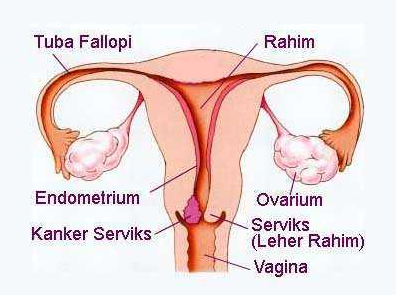 Tuba Fallopi
Rahim
Endometrium
Ovarium
Kanker Serviks
Serviks
(Leher Rahim)
Vagina